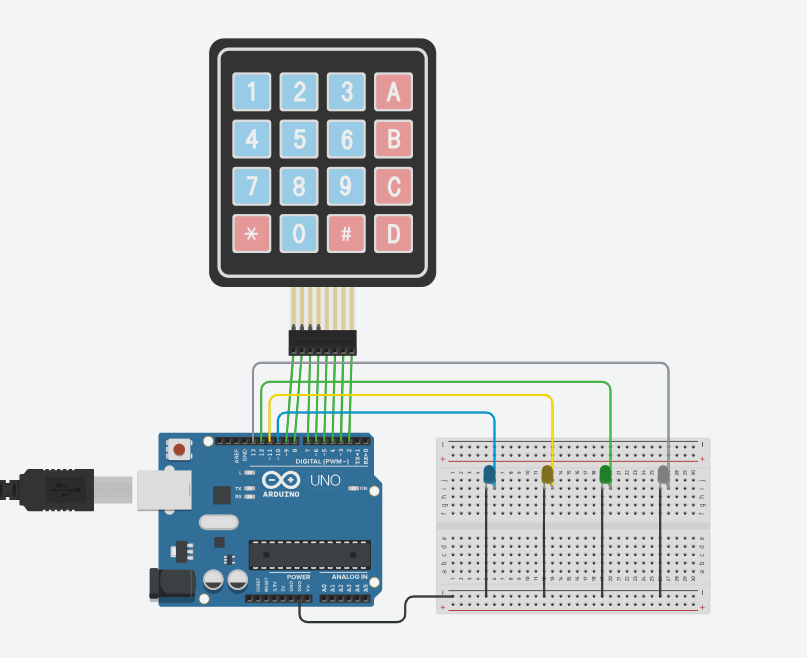 1 2 3 A
4 5 6 B
7 8 9 C
* 0 # D
AREF
GND
13
12
~11
~10
~9
8
7
~6
~5
4
~3
2
TX→1
RX←0
DIGITAL (PWM~)
L
TX
RX
ARDUINO
UNO
ON
POWER
ANALOG IN
IOREF
RESET
3.3V
5V
GND
GND
Vin
A0
A1
A2
A3
A4
A5